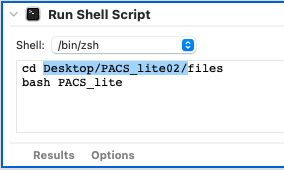 Run Shell Script
Shell: /bin/zsh
cd Desktop/PACS_lite02/files
bash PACS_lite
Results Options